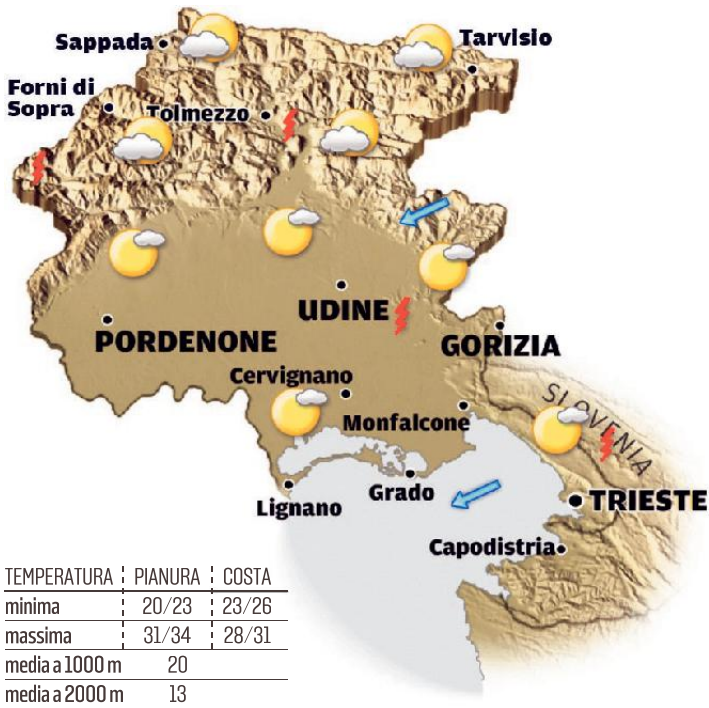 Sappada
Tarvisio
Forni di
Sopra
Tolmezzo
UDINE
PORDENONE
GORIZIA
Cervignano
SLOVENIA
Monfalcone
Grado
Lignano
TRIESTE
Capodistria
TEMPERATURA PIANURA COSTA
minima 20/23 23/26
massima 31/34 28/31
media a 1000 m 20
media a 2000 m 13